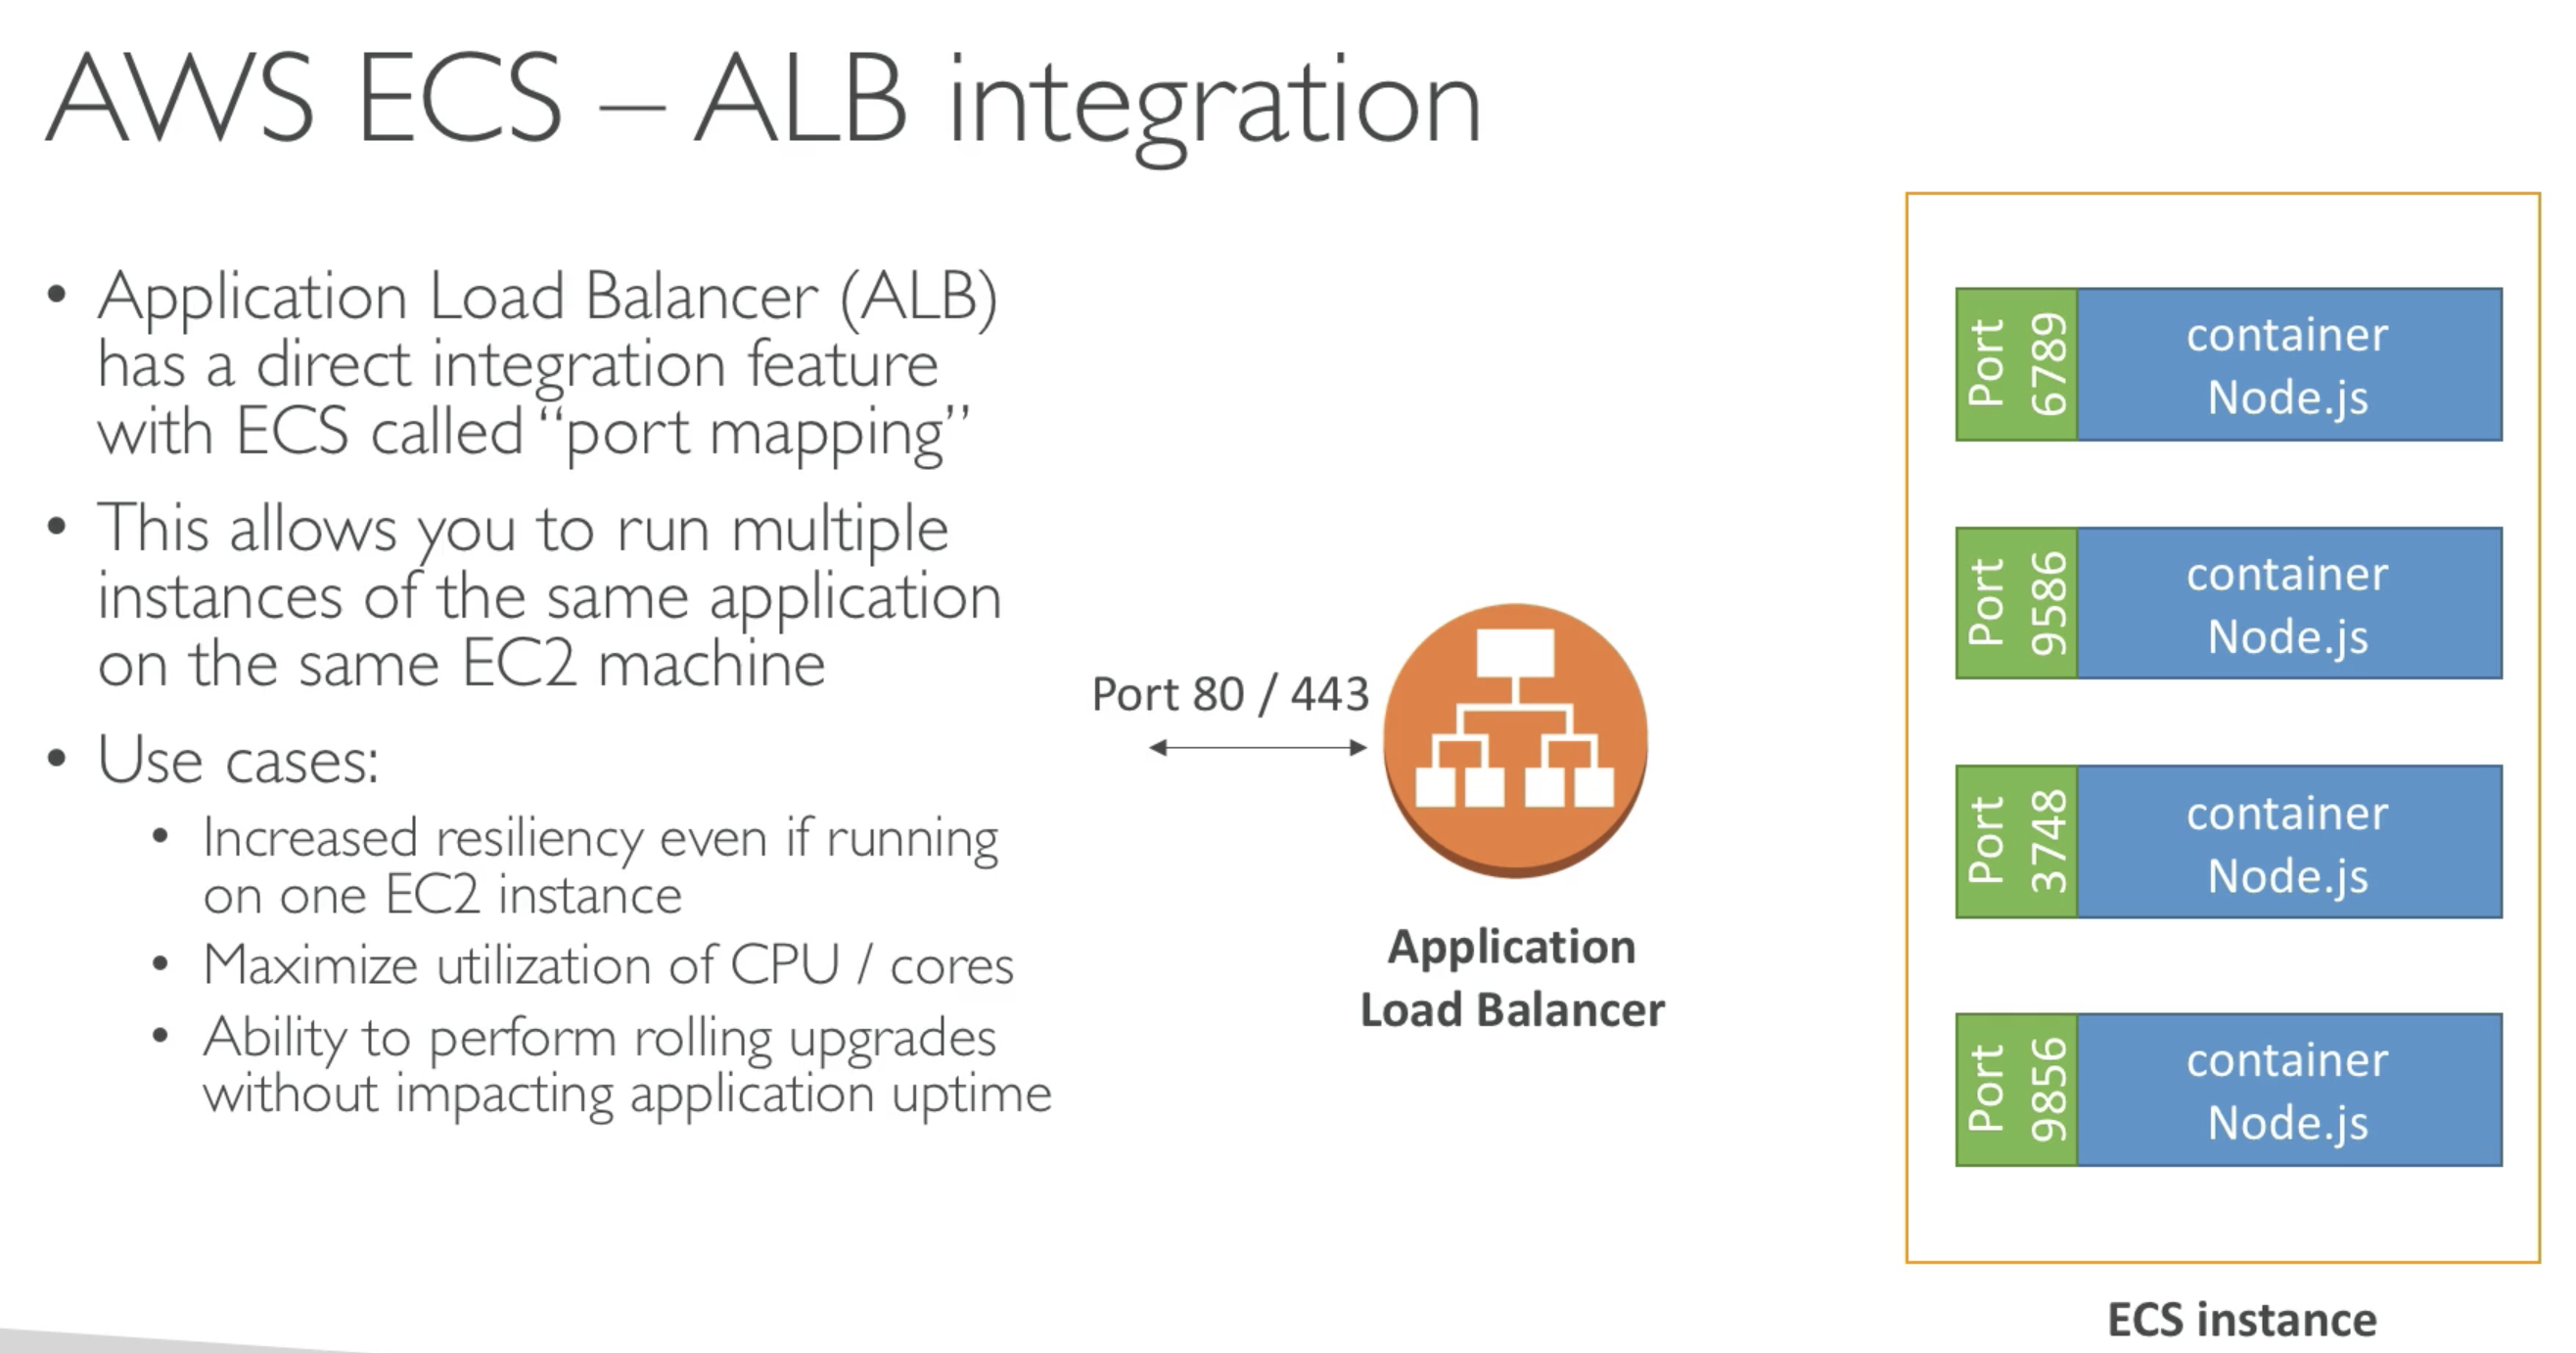 AWS ECS – ALB integration
• Application Load Balancer (ALB)
has a direct integration feature
with ECS called “port mapping”
• This allows you to run multiple
instances of the same application
on the same EC2 machine
• Use cases:
• Increased resiliency even if running
on one EC2 instance
• Maximize utilization of CPU / cores
• Ability to perform rolling upgrades
without impacting application uptime
Port 80 / 443
Application
Load Balancer
Port
6789
container
Node.js
Port
9586
container
Node.js
Port
3748
container
Node.js
Port
9856
container
Node.js
ECS instance